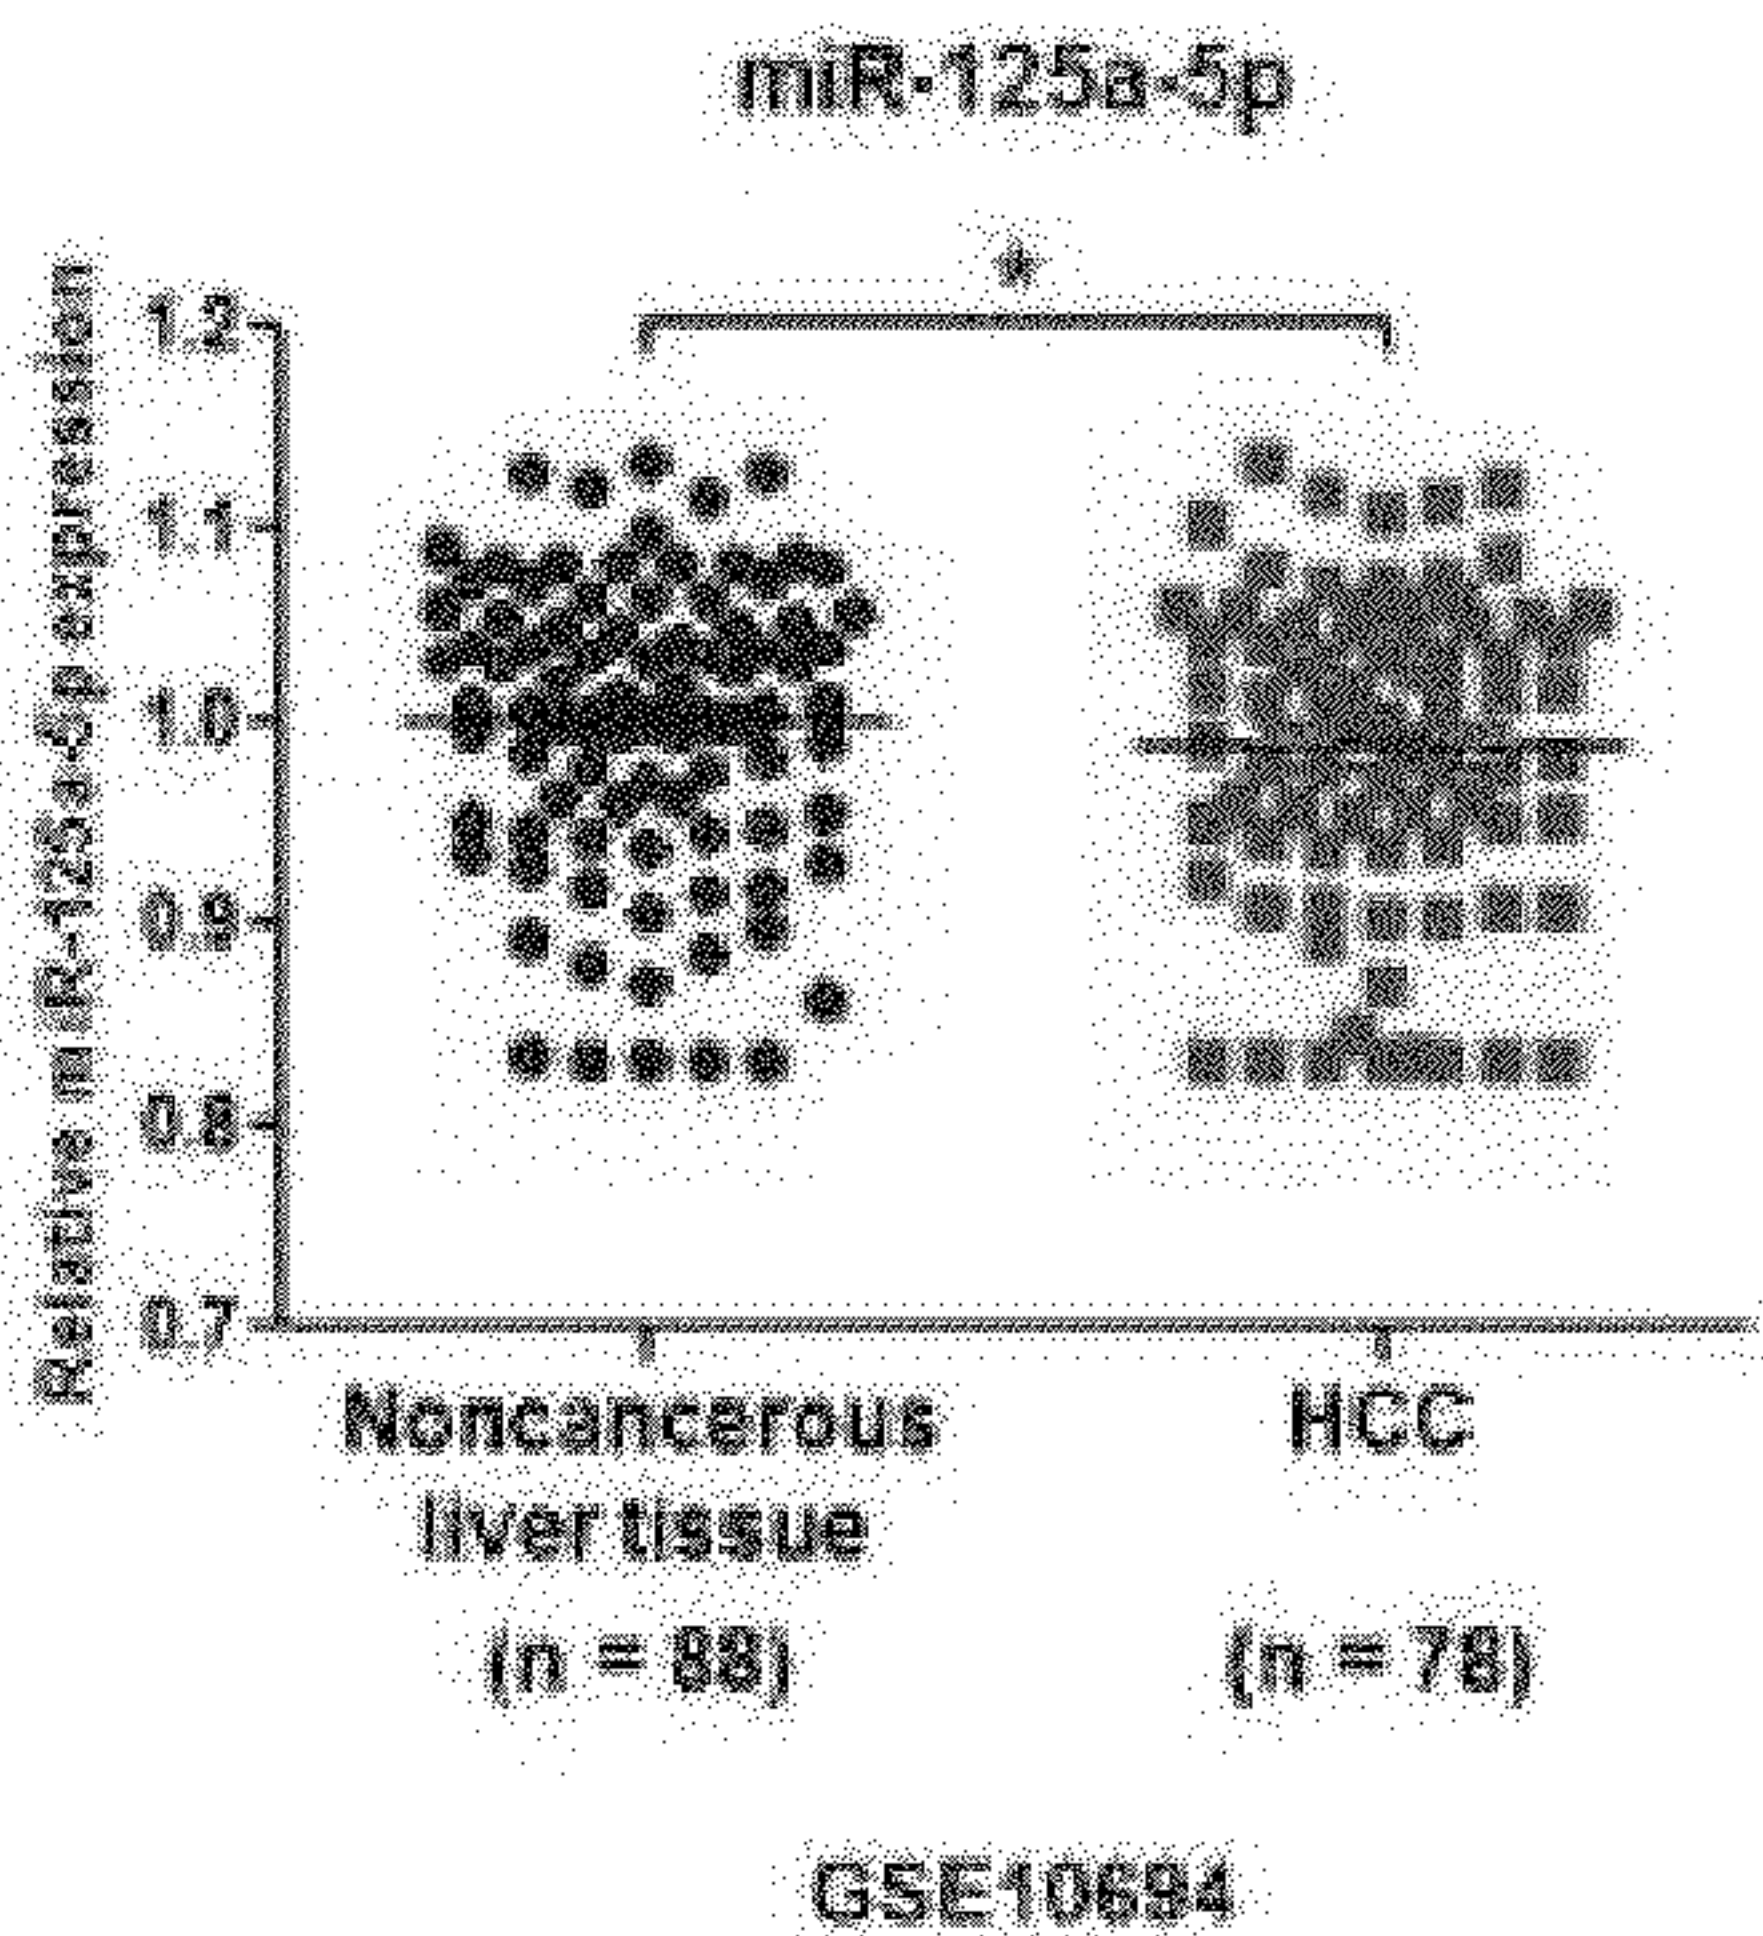 miR-125a-5p
*
Relative miR-125a-5p expression
1.2
1.1
1.0
0.9
0.8
0.7
Noncancerous
liver tissue
(n = 88)
HCC
(n = 78)
GSE10694